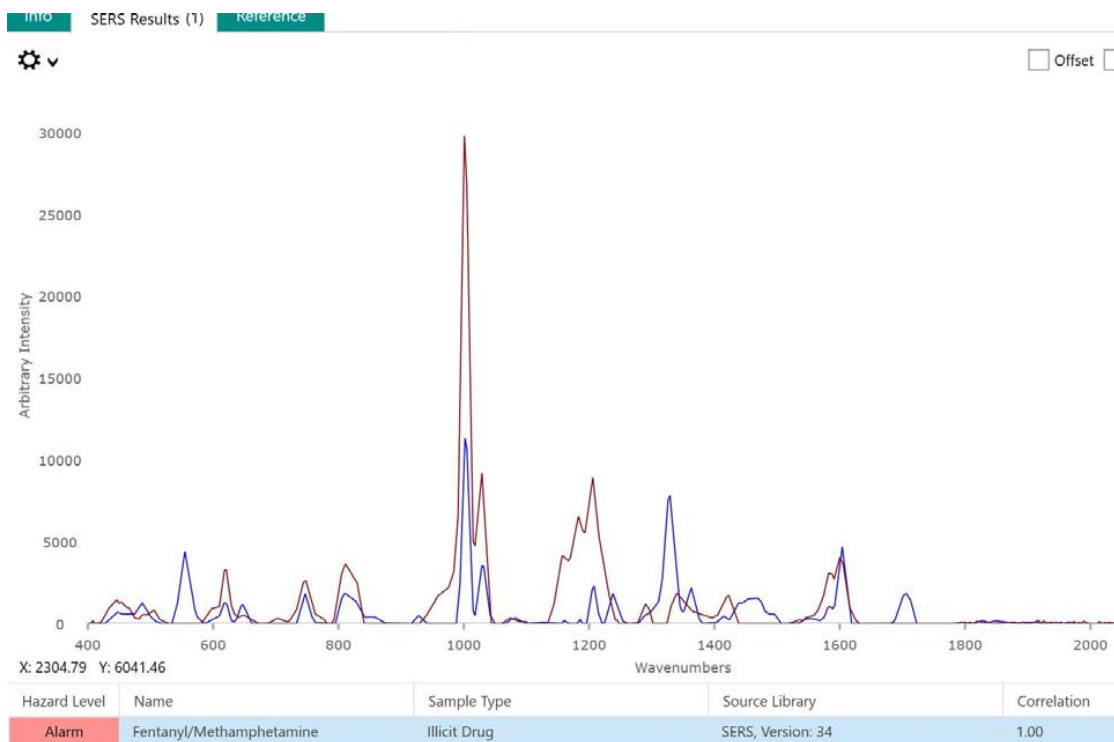 Info SERS Results (1) Reference
Offset
30000
25000
20000
15000
10000
5000
0
Arbitrary Intensity
400 600 800 1000 1200 1400 1600 1800 2000
X: 2304.79 Y: 6041.46
Wavenumbers
Hazard Level Name Sample Type Source Library Correlation
Alarm Fentanyl/Methamphetamine Illicit Drug SERS, Version: 34 1.00